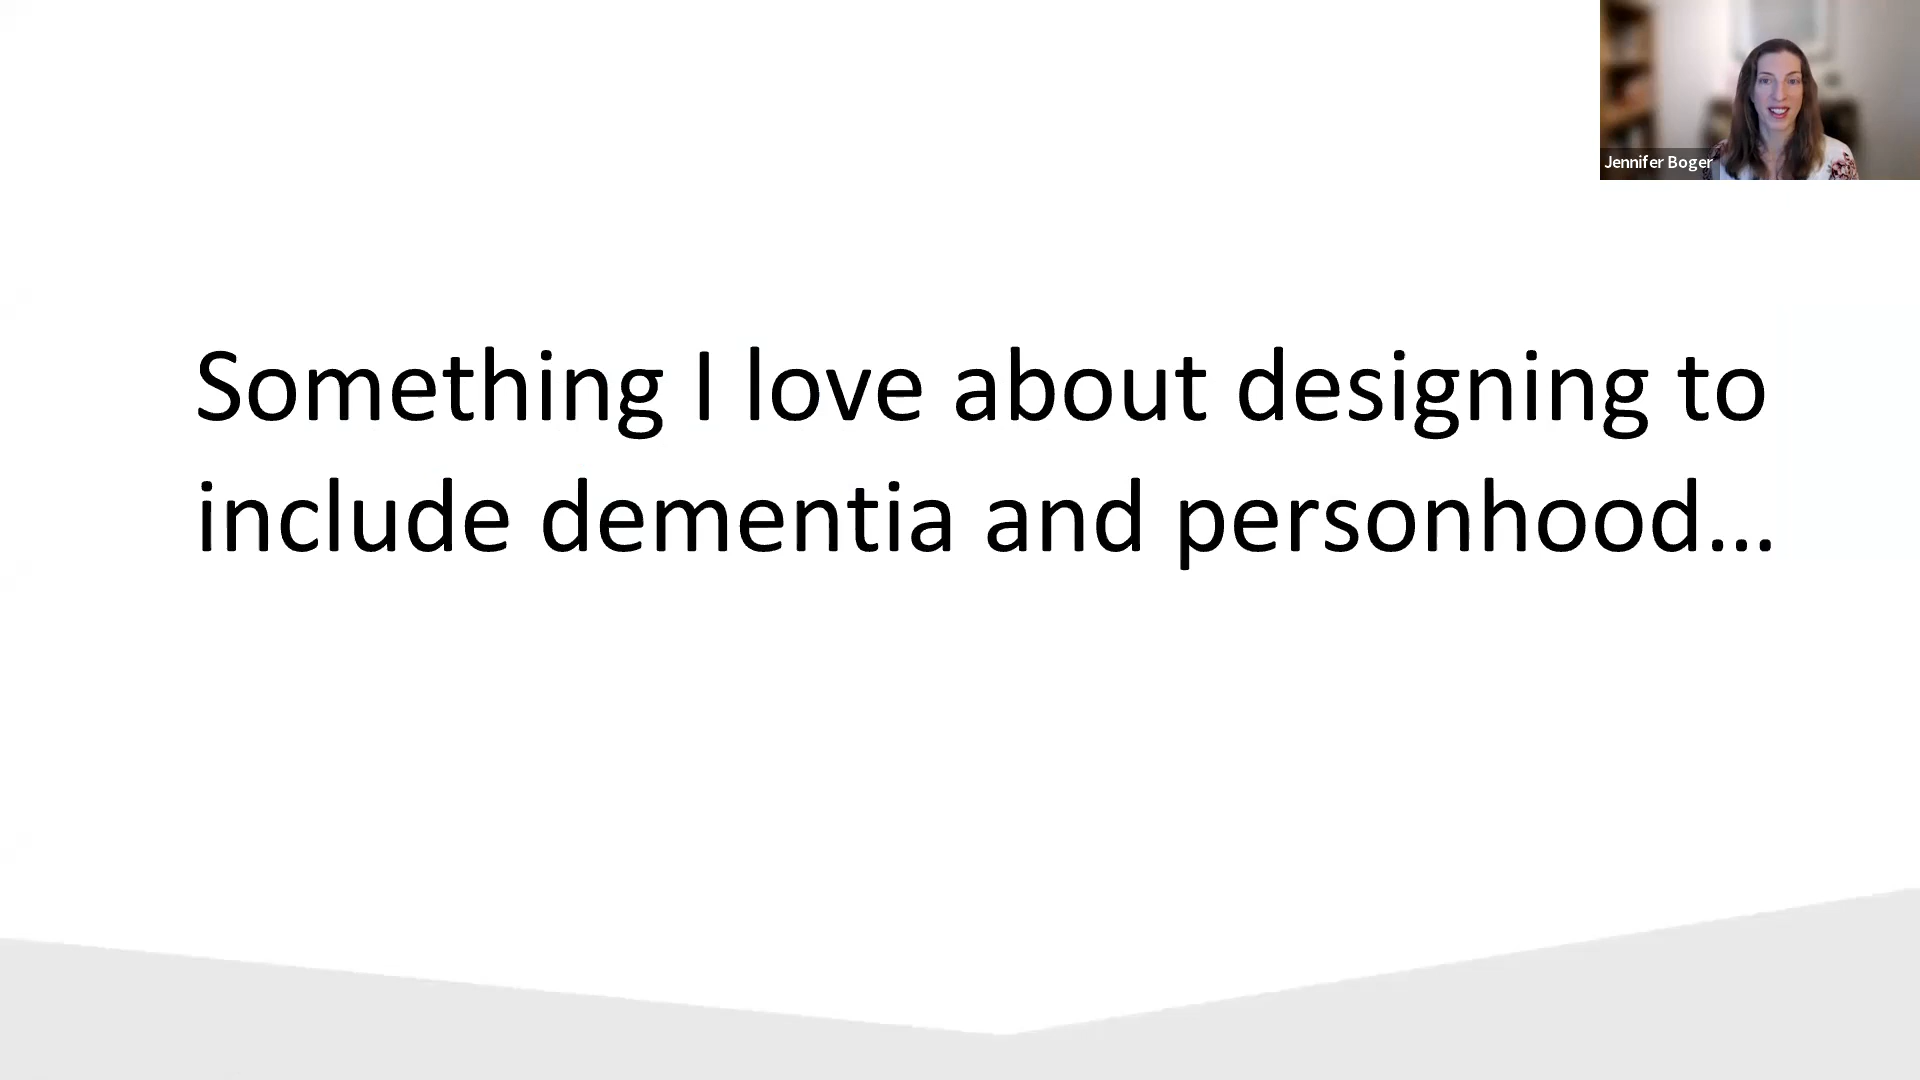 Jennifer Boger
Something I love about designing to
include dementia and personhood...